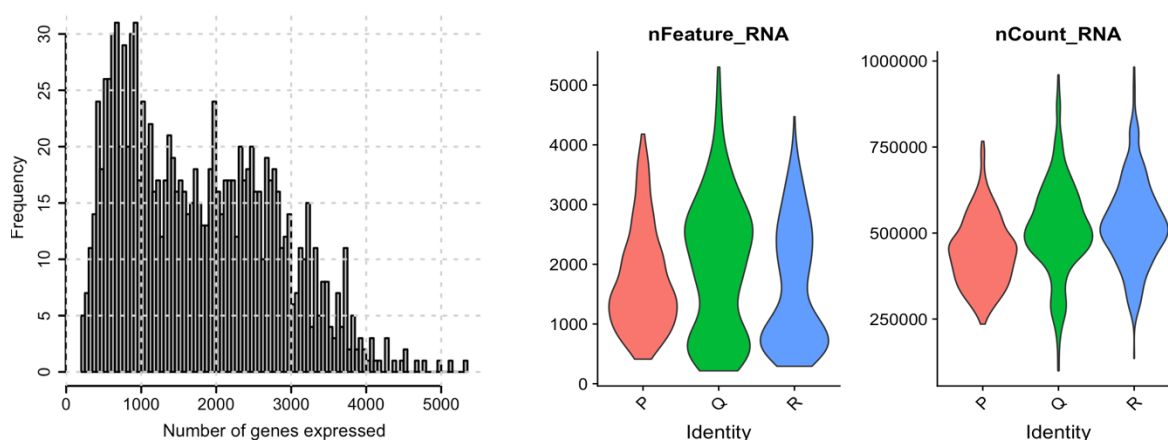 Frequency
30
25
20
15
10
5
0
0 1000 2000 3000 4000 5000
Number of genes expressed
nFeature_RNA
5000
4000
3000
2000
1000
0
P Q R
Identity
nCount_RNA
1000000
750000
500000
250000
P Q R
Identity